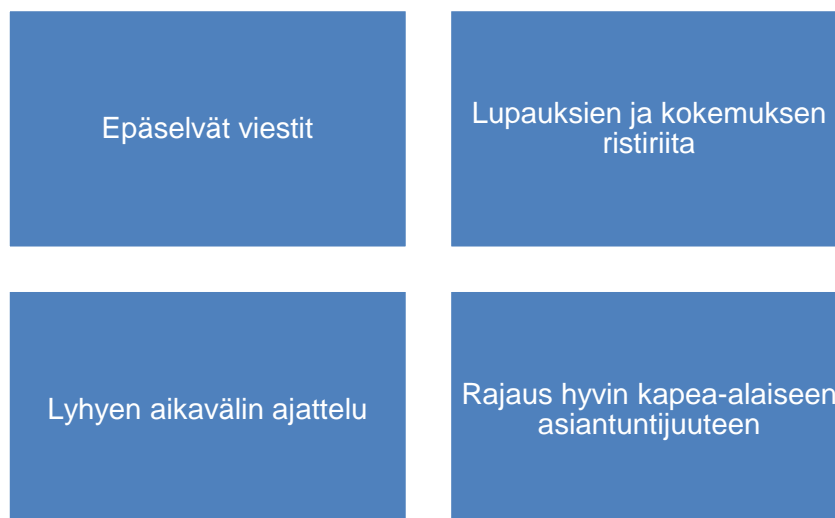 Epäselvät viestit
Lupauksien ja kokemuksen
ristiriita
Lyhyen aikavälin ajattelu
Rajaus hyvin kapea-alaiseen
asiantuntijuuteen